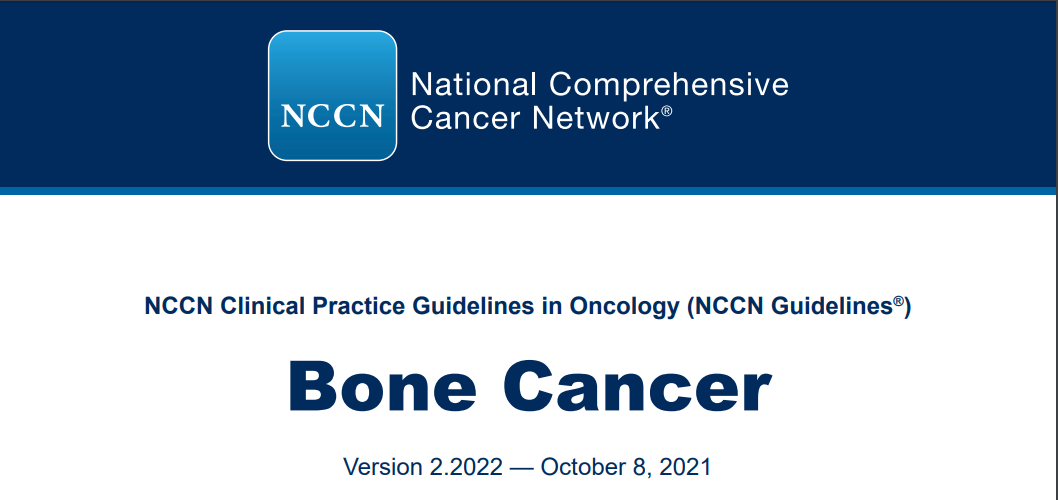 NCCN
National Comprehensive
Cancer Network®
NCCN Clinical Practice Guidelines in Oncology (NCCN Guidelines®)
Bone Cancer
Version 2.2022 — October 8, 2021